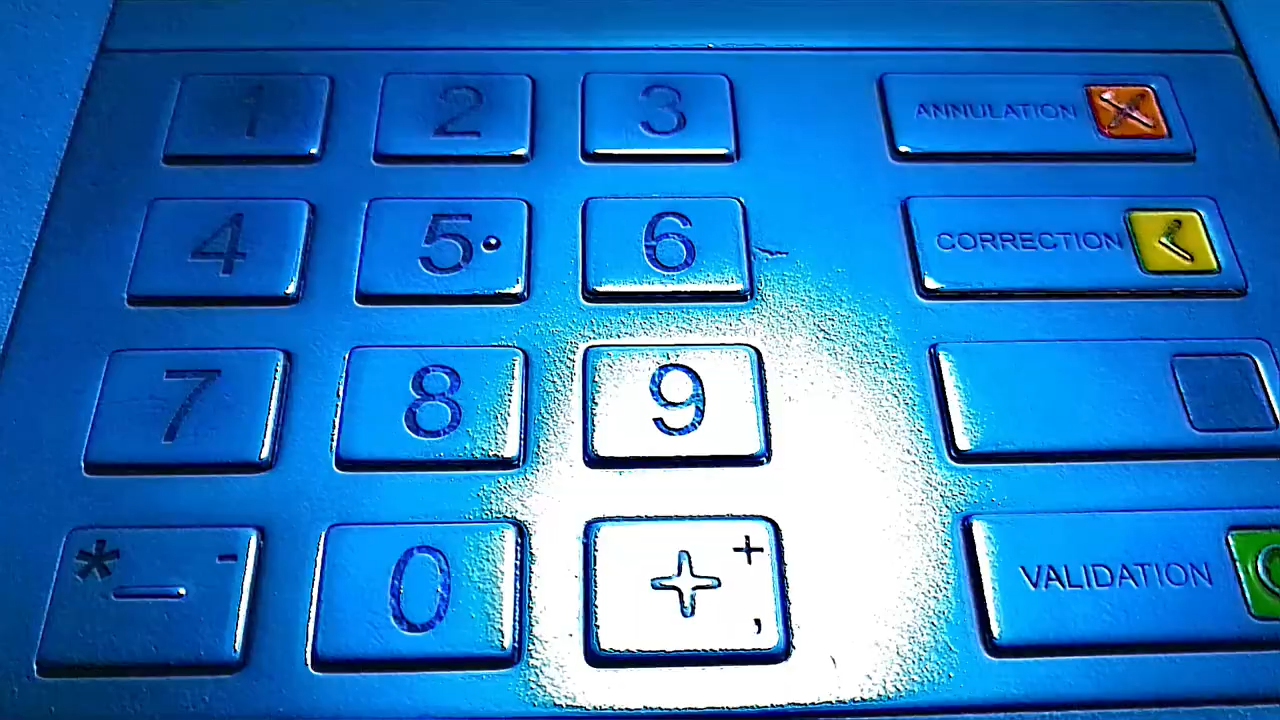 1 2 3 ANNULATION
4 5 6 CORRECTION
7 8 9
* - 0 + ,
VALIDATION